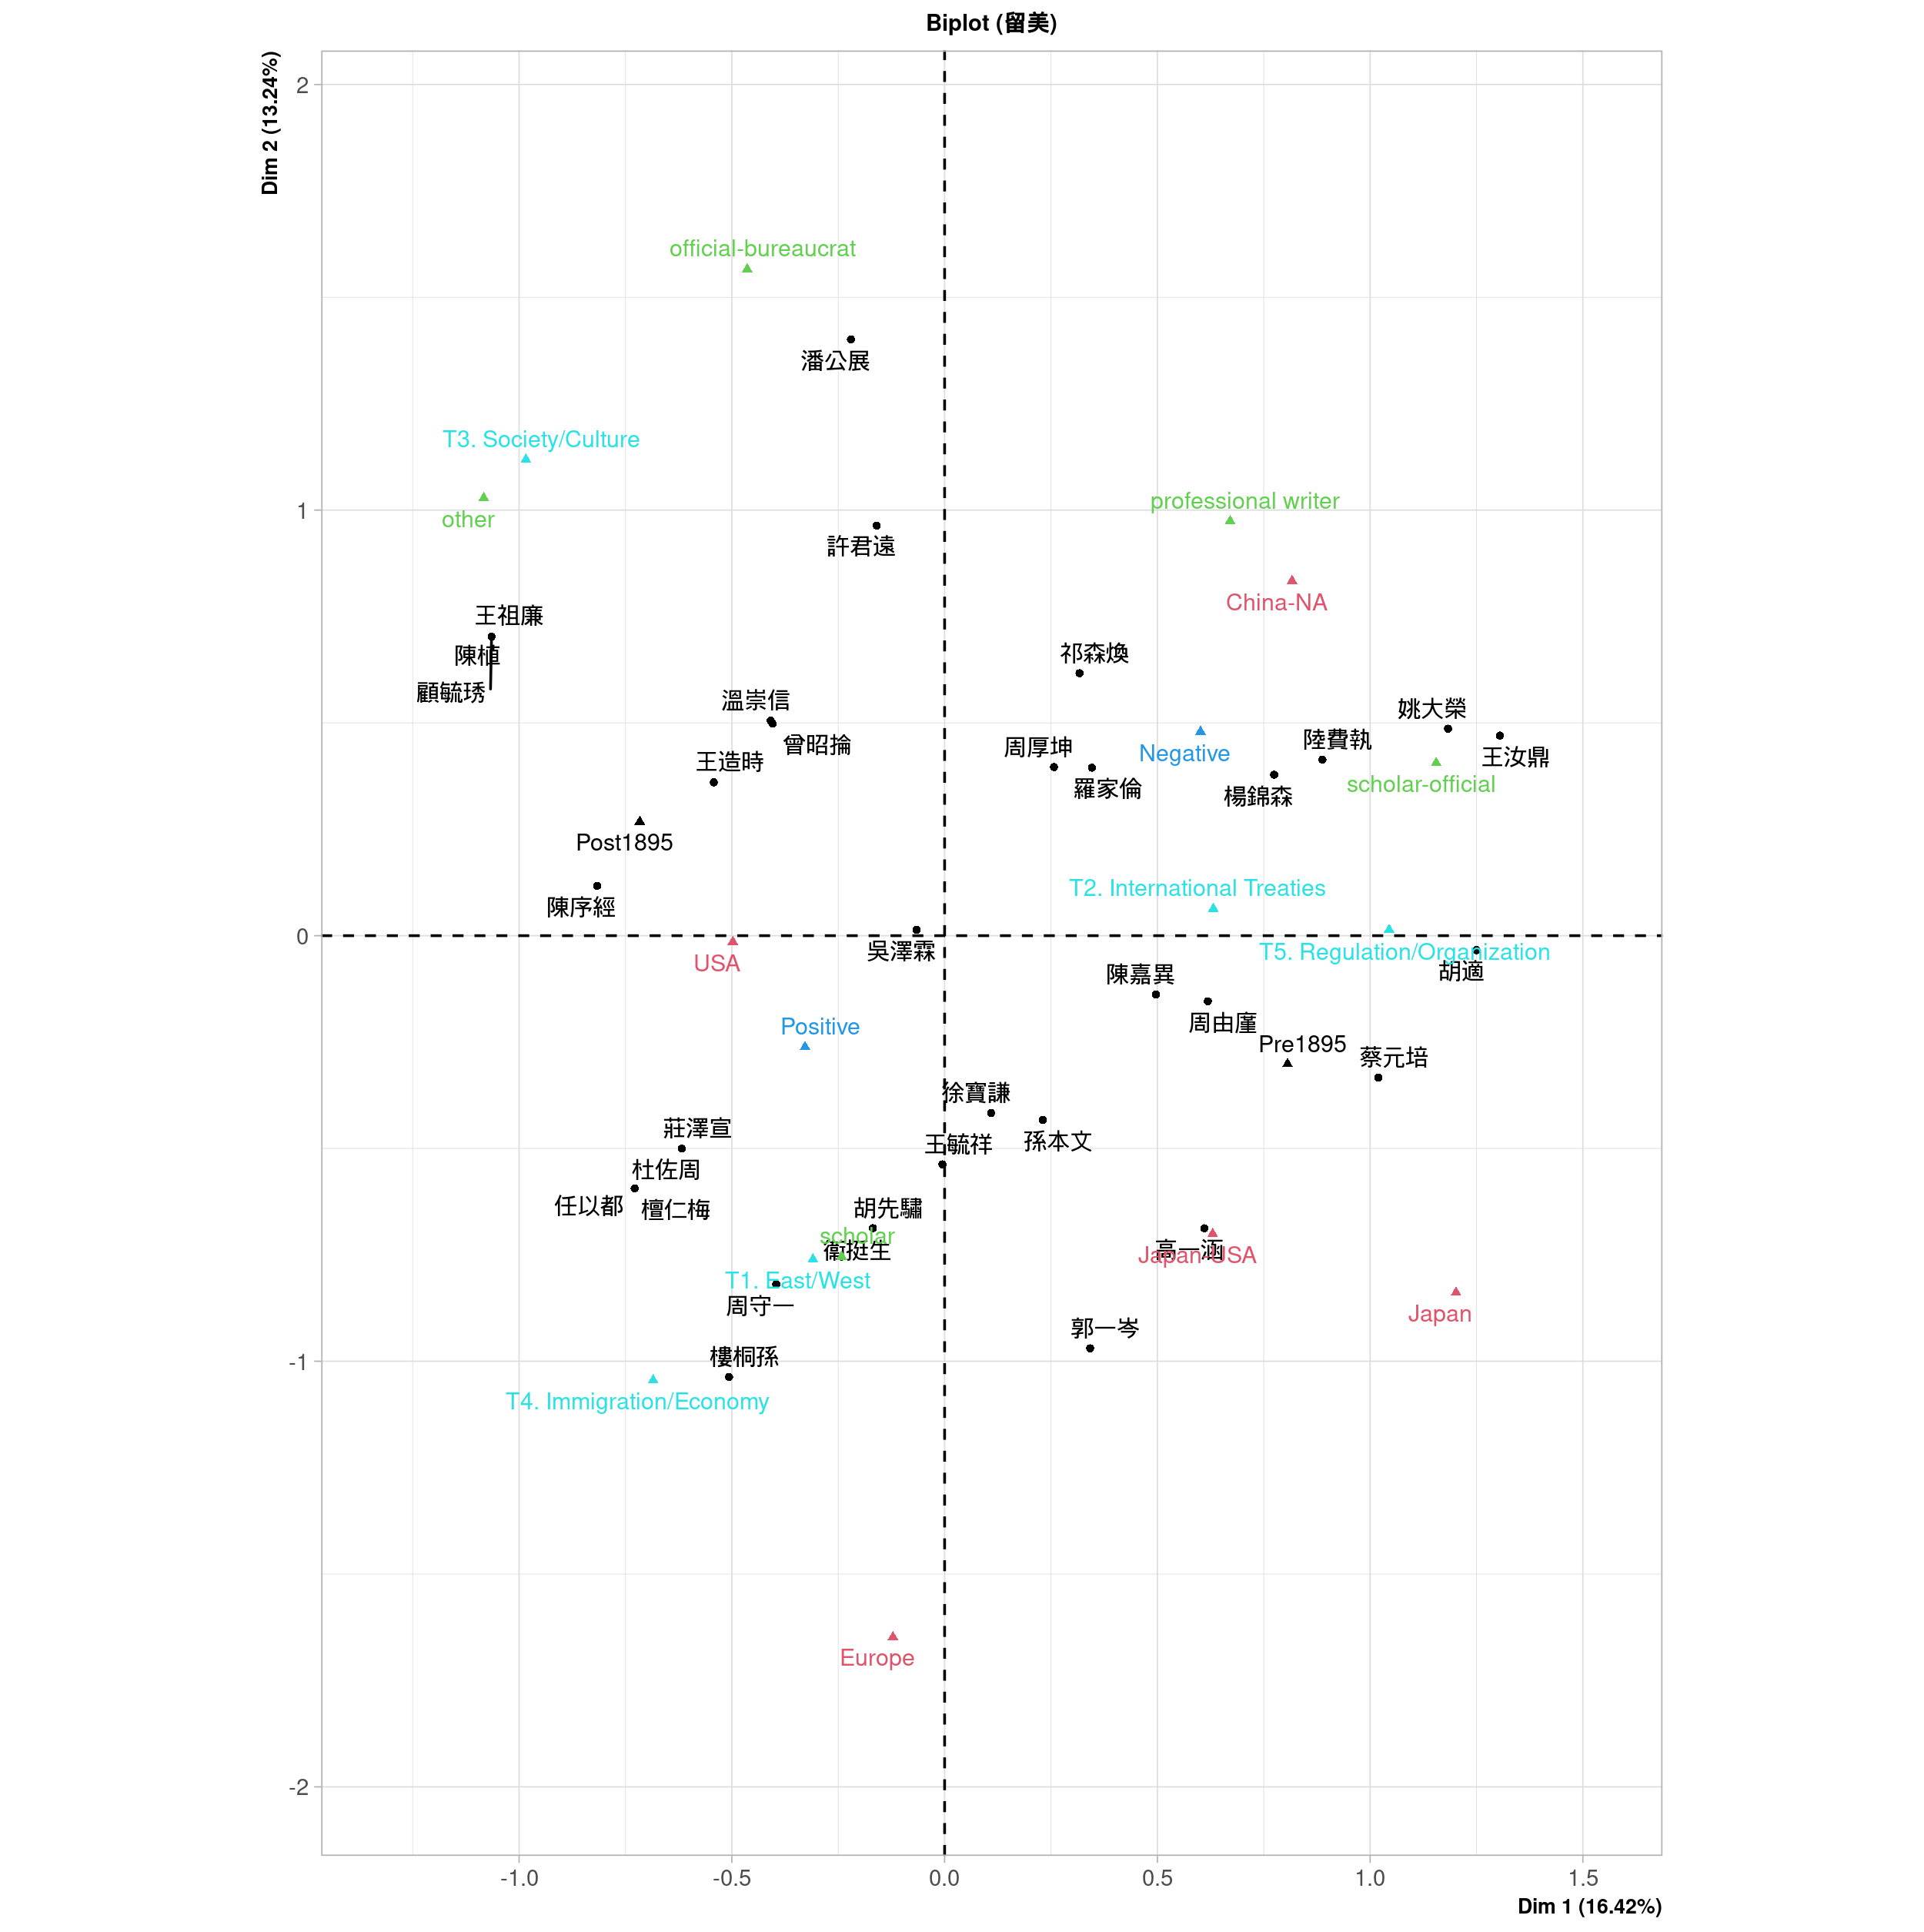 Biplot (留美)
Dim 2 (13.24%)
2
official-bureaucrat
潘公展
T3. Society/Culture
professional writer
1
other
許君遠
China-NA
王祖廉
陳植
祁森煥
顧毓琇
溫崇信
姚大榮
曾昭掄
周厚坤
Negative
陸費執
王汝鼎
王造時
羅家倫
楊錦森
scholar-official
Post1895
T2. International Treaties
陳序經
0
吳澤霖
T5. Regulation/Organization
USA
陳嘉異
胡適
Positive
周由廑
Pre1895
蔡元培
徐寶謙
莊澤宣
王毓祥
孫本文
杜佐周
任以都
檀仁梅
胡先驌
scholar
衛挺生
高一涵
Japan-USA
T1. East/West
周守一
Japan
郭一岑
-1
樓桐孫
T4. Immigration/Economy
Europe
-2
-1.0
-0.5
0.0
0.5
1.0
1.5
Dim 1 (16.42%)